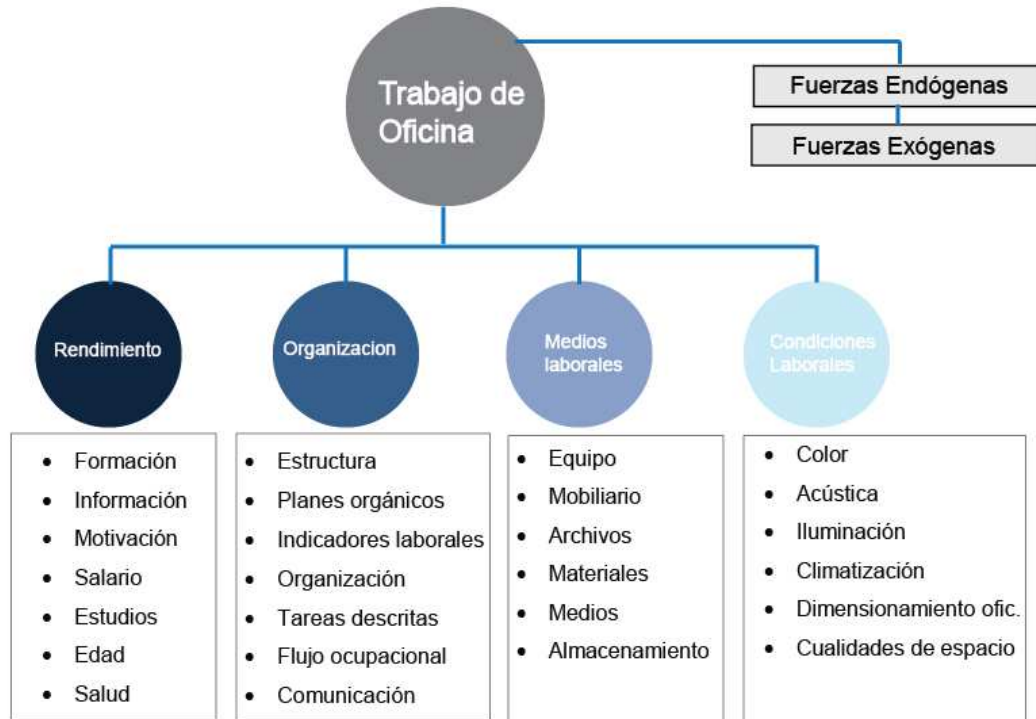 Trabajo de
Oficina
Fuerzas Endógenas
Fuerzas Exógenas
Rendimiento
Formación
Información
Motivación
Salario
Estudios
Edad
Salud
Organizacion
Estructura
Planes orgánicos
Indicadores laborales
Organización
Tareas descritas
Flujo ocupacional
Comunicación
Medios
laborales
Equipo
Mobiliario
Archivos
Materiales
Medios
Almacenamiento
Condiciones
Laborales
Color
Acústica
Iluminación
Climatización
Dimensionamiento ofic.
Cualidades de espacio